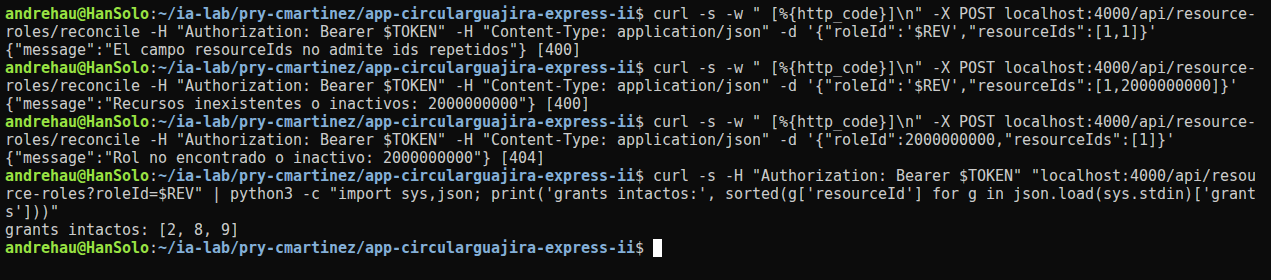 andrehau@HanSolo:~/ia-lab/pry-cmartinez/app-circularguajira-express-ii$ curl -s -w " [%{http_code}]\n" -X POST localhost:4000/api/resource-
roles/reconcile -H "Authorization: Bearer $TOKEN" -H "Content-Type: application/json" -d '{"roleId":'$REV',"resourceIds":[1,1]}'
{"message":"El campo resourceIds no admite ids repetidos"} [400]
andrehau@HanSolo:~/ia-lab/pry-cmartinez/app-circularguajira-express-ii$ curl -s -w " [%{http_code}]\n" -X POST localhost:4000/api/resource-
roles/reconcile -H "Authorization: Bearer $TOKEN" -H "Content-Type: application/json" -d '{"roleId":'$REV',"resourceIds":[1,2000000000]}'
{"message":"Recursos inexistentes o inactivos: 2000000000"} [400]
andrehau@HanSolo:~/ia-lab/pry-cmartinez/app-circularguajira-express-ii$ curl -s -w " [%{http_code}]\n" -X POST localhost:4000/api/resource-
roles/reconcile -H "Authorization: Bearer $TOKEN" -H "Content-Type: application/json" -d '{"roleId":2000000000,"resourceIds":[1]}'
{"message":"Rol no encontrado o inactivo: 2000000000"} [404]
andrehau@HanSolo:~/ia-lab/pry-cmartinez/app-circularguajira-express-ii$ curl -s -H "Authorization: Bearer $TOKEN" "localhost:4000/api/resou
rce-roles?roleId=$REV" | python3 -c "import sys,json; print('grants intactos:', sorted(g['resourceId'] for g in json.load(sys.stdin)['grant
s']))"
grants intactos: [2, 8, 9]
andrehau@HanSolo:~/ia-lab/pry-cmartinez/app-circularguajira-express-ii$